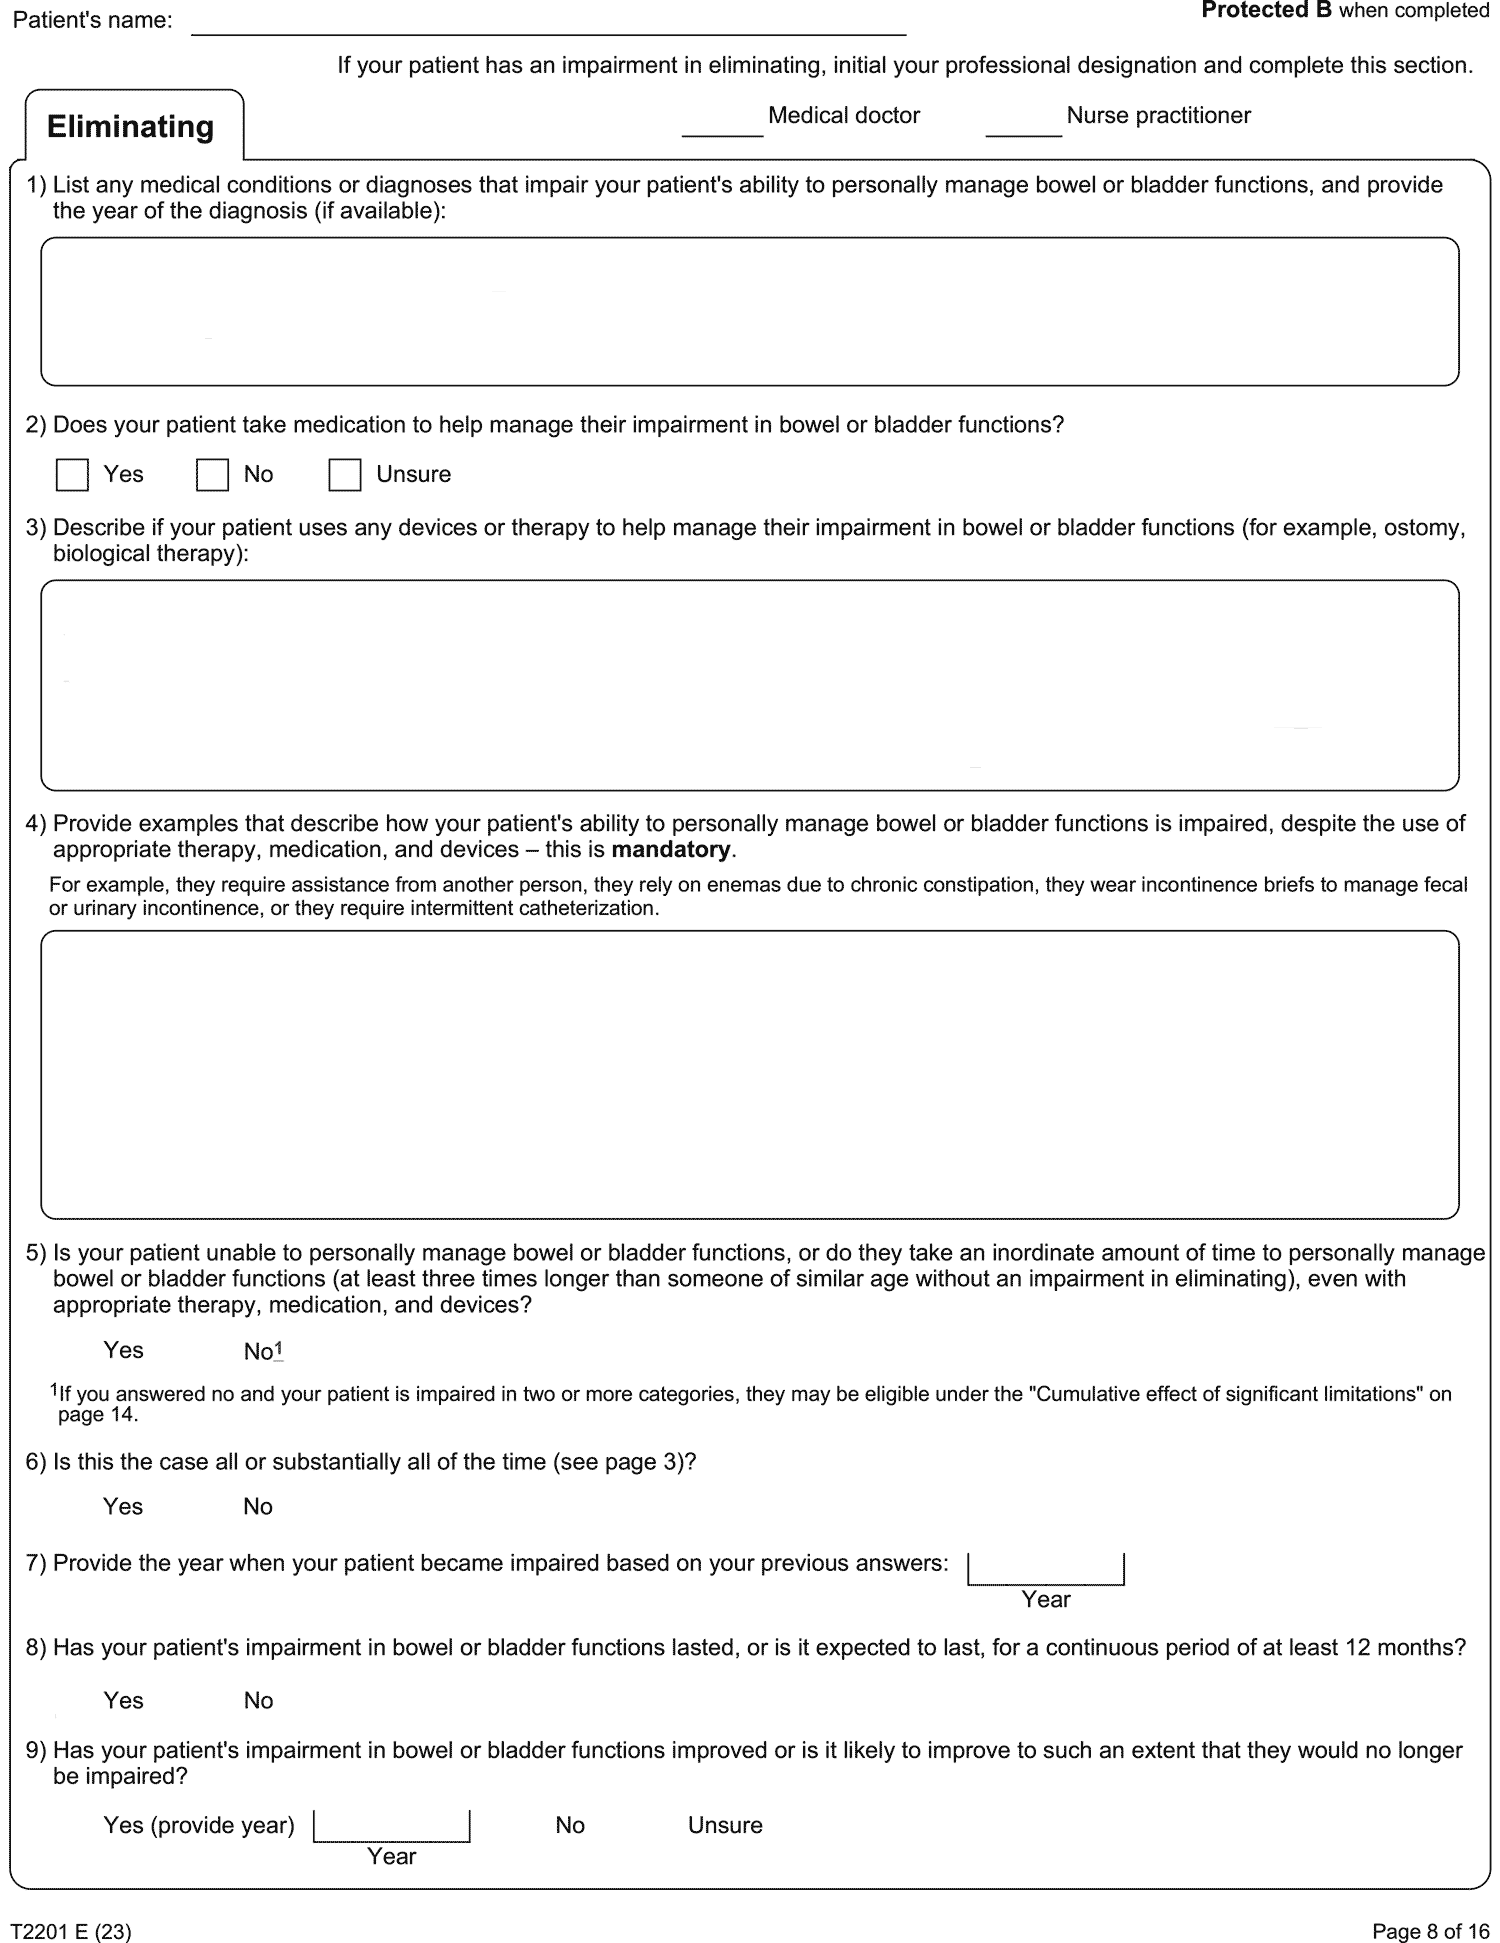 Patient's name:
Protected B when completed
If your patient has an impairment in eliminating, initial your professional designation and complete this section.
Eliminating
Medical doctor
Nurse practitioner
1) List any medical conditions or diagnoses that impair your patient's ability to personally manage bowel or bladder functions, and provide
the year of the diagnosis (if available):
2) Does your patient take medication to help manage their impairment in bowel or bladder functions?
Yes No Unsure
3) Describe if your patient uses any devices or therapy to help manage their impairment in bowel or bladder functions (for example, ostomy,
biological therapy):
4) Provide examples that describe how your patient's ability to personally manage bowel or bladder functions is impaired, despite the use of
appropriate therapy, medication, and devices – this is mandatory.
For example, they require assistance from another person, they rely on enemas due to chronic constipation, they wear incontinence briefs to manage fecal
or urinary incontinence, or they require intermittent catheterization.
5) Is your patient unable to personally manage bowel or bladder functions, or do they take an inordinate amount of time to personally manage
bowel or bladder functions (at least three times longer than someone of similar age without an impairment in eliminating), even with
appropriate therapy, medication, and devices?
Yes No1
1If you answered no and your patient is impaired in two or more categories, they may be eligible under the "Cumulative effect of significant limitations" on
page 14.
6) Is this the case all or substantially all of the time (see page 3)?
Yes No
7) Provide the year when your patient became impaired based on your previous answers:
Year
8) Has your patient's impairment in bowel or bladder functions lasted, or is it expected to last, for a continuous period of at least 12 months?
Yes No
9) Has your patient's impairment in bowel or bladder functions improved or is it likely to improve to such an extent that they would no longer
be impaired?
Yes (provide year) No Unsure
Year
T2201 E (23)
Page 8 of 16